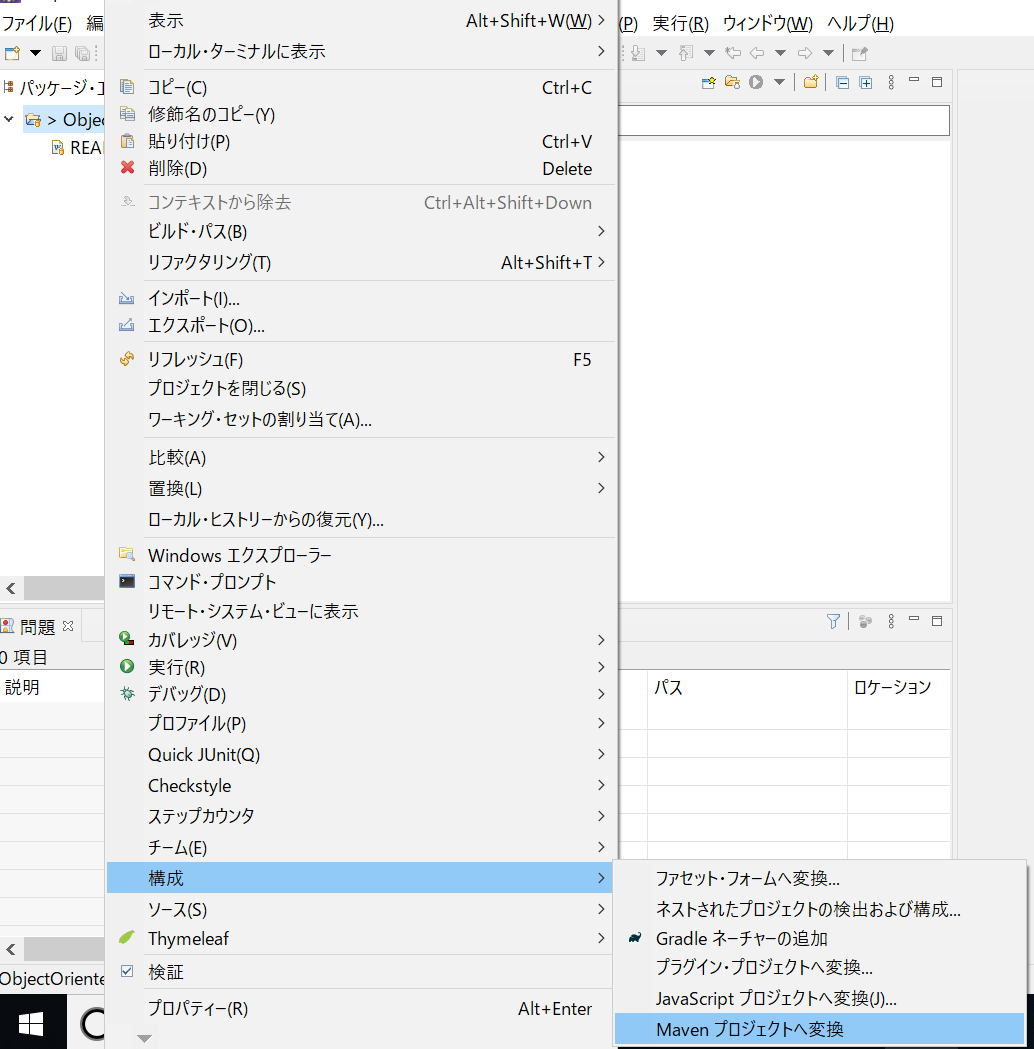 ファイル(F) 編
(P) 実行(R) ウィンドウ(W) ヘルプ(H)
パッケージ・エ
> Objec
REA
表示 Alt+Shift+W(W) >
ローカル・ターミナルに表示 >
コピー(C) Ctrl+C
修飾名のコピー(Y)
貼り付け(P) Ctrl+V
削除(D) Delete
コンテキストから除去 Ctrl+Alt+Shift+Down
ビルド・パス(B) >
リファクタリング(T) Alt+Shift+T >
インポート(I)...
エクスポート(O)...
リフレッシュ(F) F5
プロジェクトを閉じる(S)
ワーキング・セットの割り当て(A)...
比較(A) >
置換(L) >
ローカル・ヒストリーからの復元(Y)...
Windows エクスプローラー
コマンド・プロンプト
リモート・システム・ビューに表示
カバレッジ(V) >
実行(R) >
デバッグ(D) >
プロファイル(P) >
Quick JUnit(Q) >
Checkstyle >
ステップカウンタ >
チーム(E) >
構成 >
ソース(S) >
Thymeleaf >
検証
プロパティー(R) Alt+Enter
ファセット・フォームへ変換...
ネストされたプロジェクトの検出および構成...
Gradle ネーチャーの追加
プラグイン・プロジェクトへ変換...
JavaScript プロジェクトへ変換(J)...
Maven プロジェクトへ変換
問題
0 項目
説明 パス ロケーション
ObjectOriente